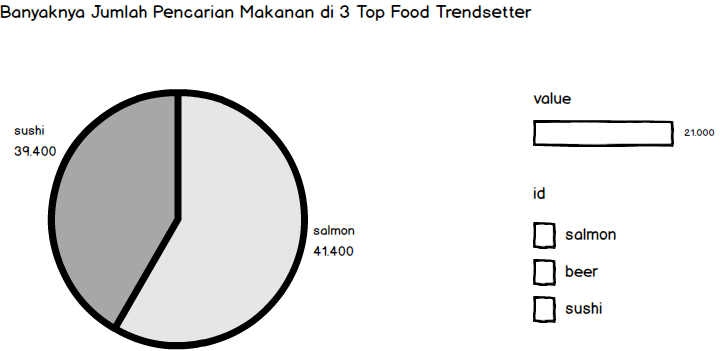 Banyaknya Jumlah Pencarian Makanan di 3 Top Food Trendsetter
sushi
39.400
salmon
41.400
value
21.000
id
salmon
beer
sushi